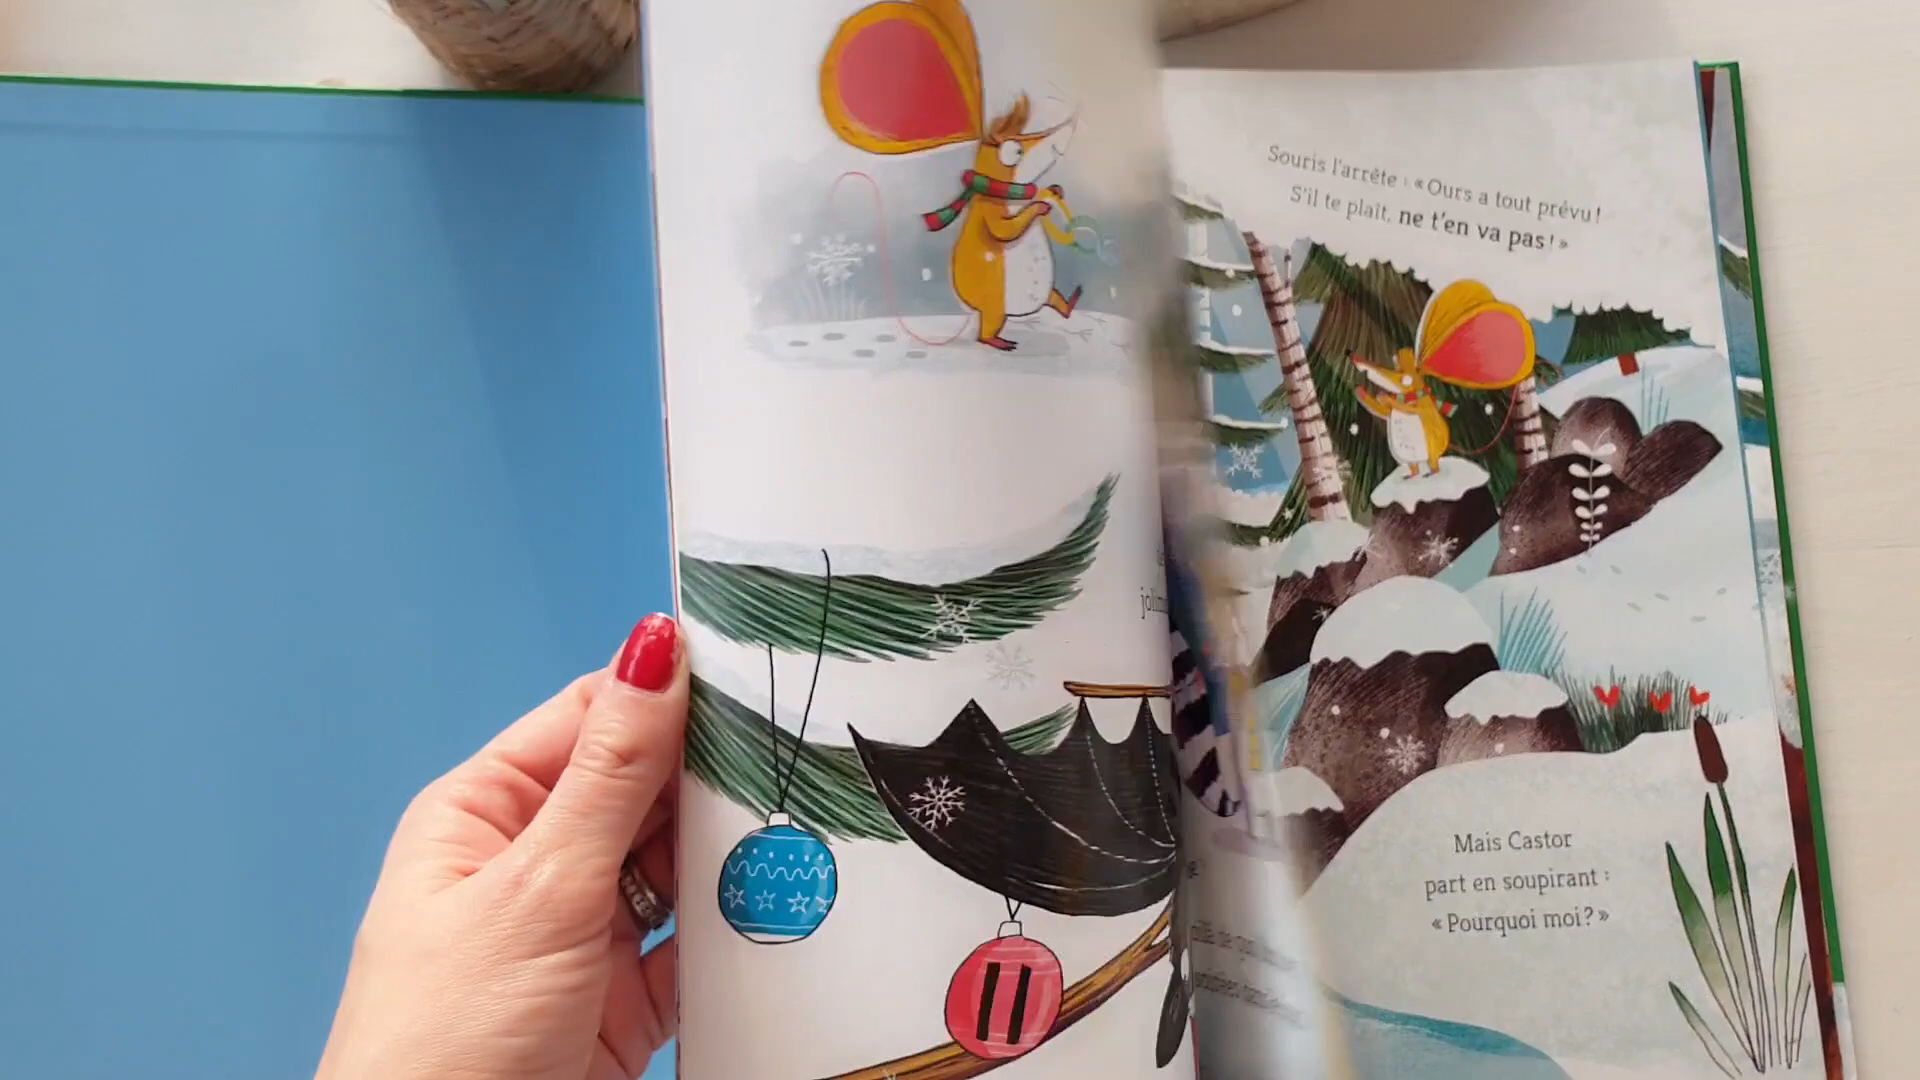 Souris l'arrête : « Ours a tout prévu !
S'il te plaît, ne t'en va pas ! »
Mais Castor
part en soupirant :
« Pourquoi moi ? »